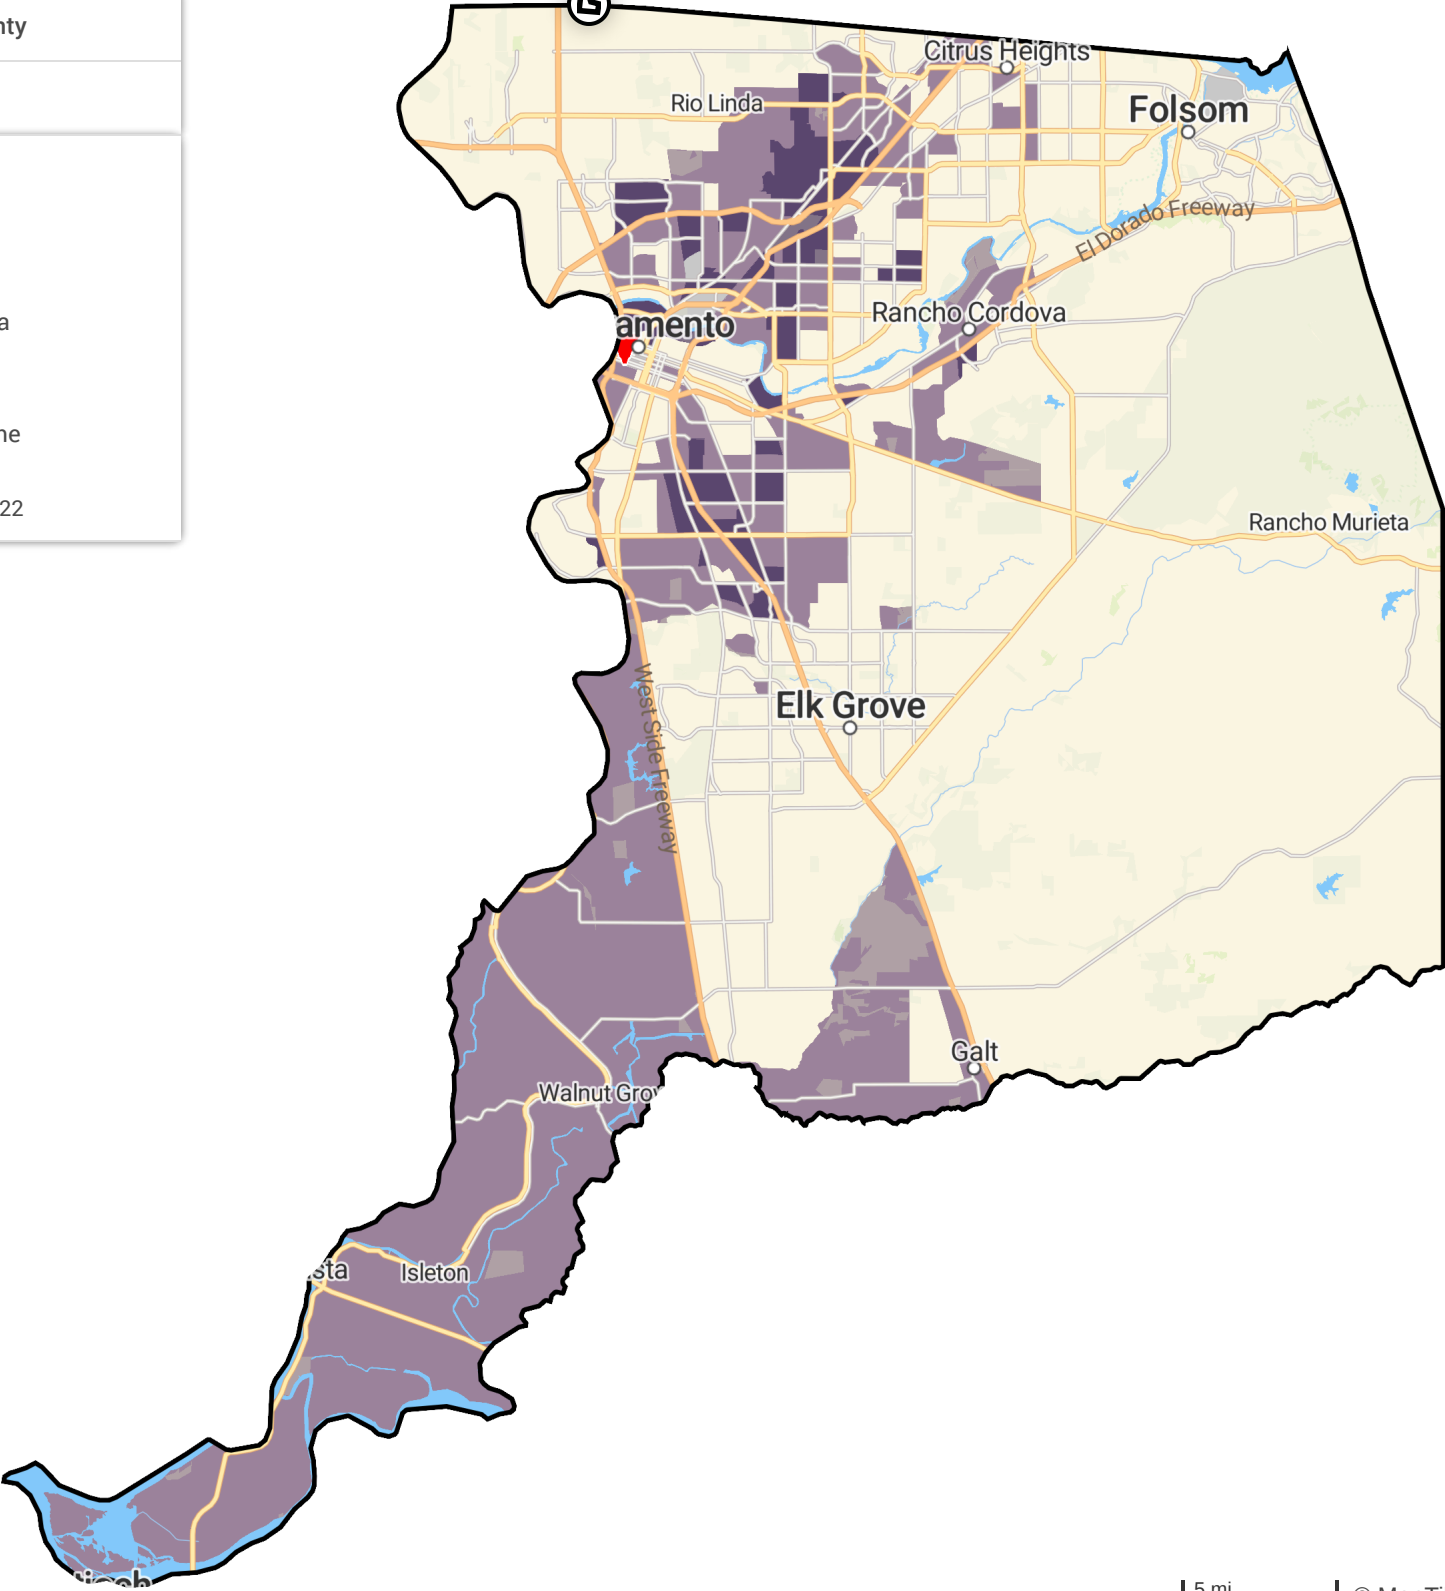 nty
a
ne
22
Citrus Heights
Rio Linda
Folsom
El Dorado Freeway
Rancho Cordova
amento
Rancho Murieta
West Side Freeway
Elk Grove
Galt
Walnut Grov
sta
Isleton
5 mi